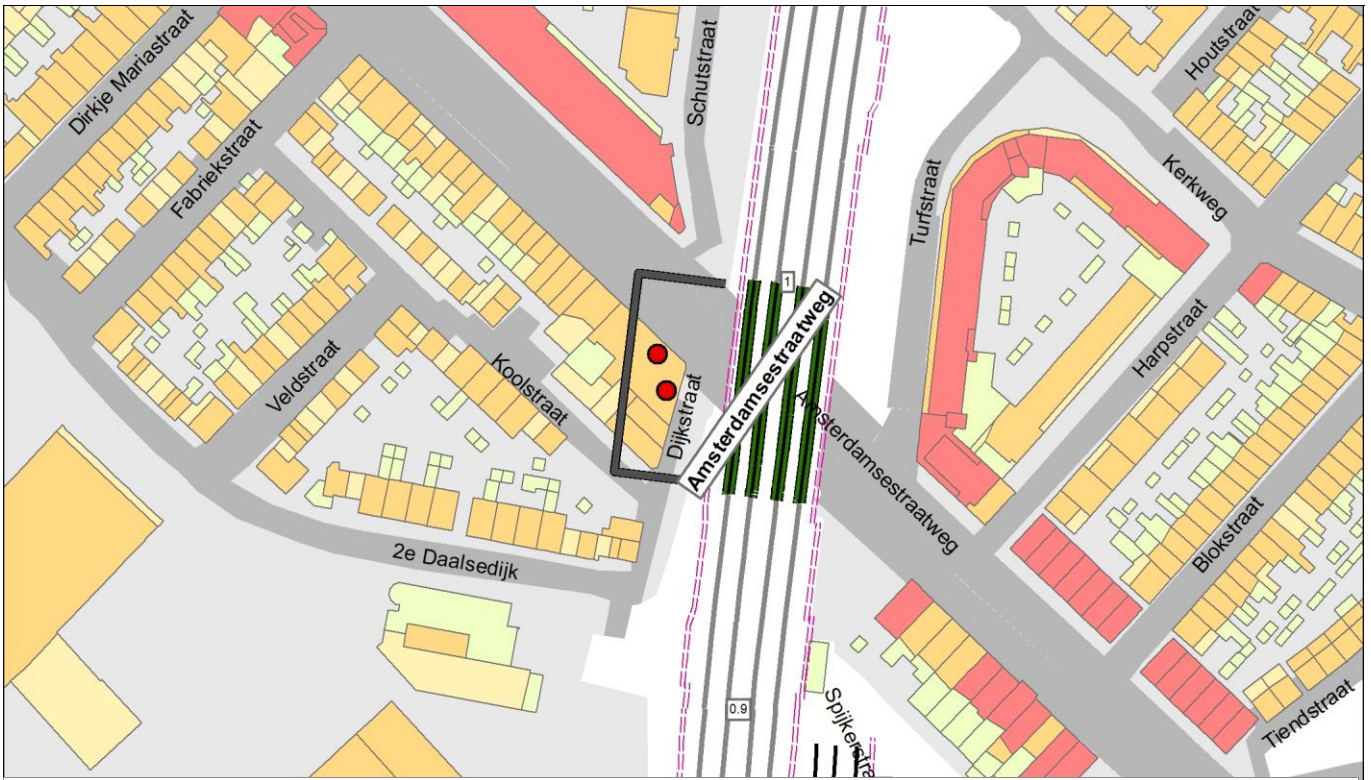 Dirkje Mariastraat
Fabriekstraat
Schutstraat
Houtstraat
Kerkweg
Turfstraat
1
Amsterdamsestraatweg
Harpstraat
Veldstraat
Koolstraat
Dijkstraat
Amsterdamsestraatweg
Blokstraat
2e Daalsedijk
0.9
Spijkerstra
Tiendstraat